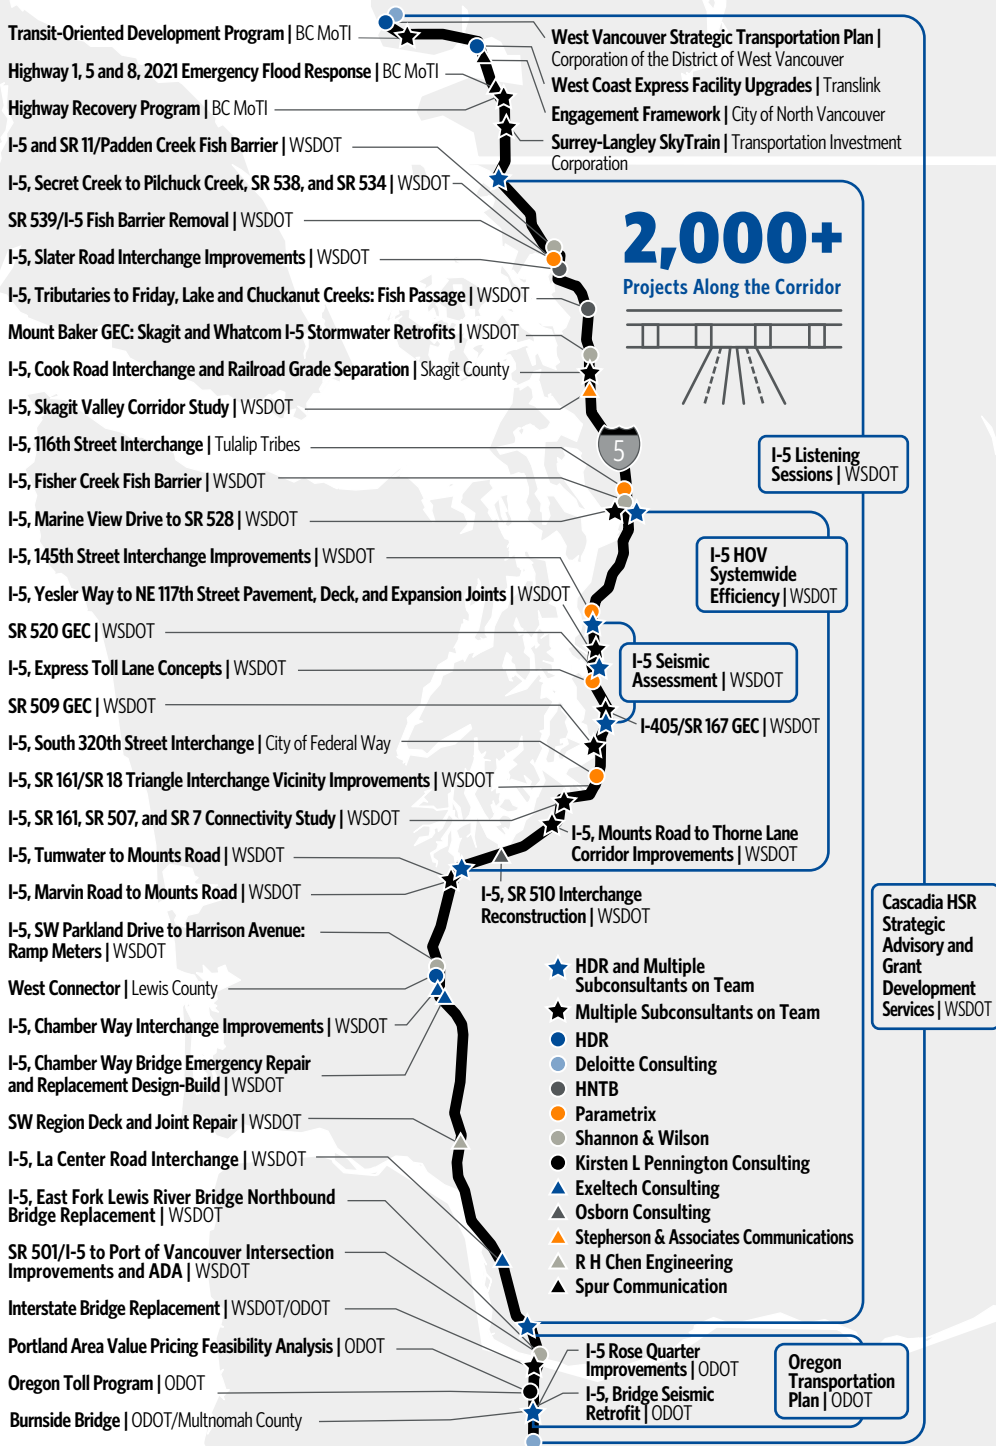 Transit-Oriented Development Program | BC MoTI
Highway 1, 5 and 8, 2021 Emergency Flood Response | BC MoTI
Highway Recovery Program | BC MoTI
I-5 and SR 11/Padden Creek Fish Barrier | WSDOT
I-5, Secret Creek to Pilchuck Creek, SR 538, and SR 534 | WSDOT
SR 539/I-5 Fish Barrier Removal | WSDOT
I-5, Slater Road Interchange Improvements | WSDOT
I-5, Tributaries to Friday, Lake and Chuckanut Creeks: Fish Passage | WSDOT
Mount Baker GEC: Skagit and Whatcom I-5 Stormwater Retrofits | WSDOT
I-5, Cook Road Interchange and Railroad Grade Separation | Skagit County
I-5, Skagit Valley Corridor Study | WSDOT
I-5, 116th Street Interchange | Tulalip Tribes
I-5, Fisher Creek Fish Barrier | WSDOT
I-5, Marine View Drive to SR 528 | WSDOT
I-5, 145th Street Interchange Improvements | WSDOT
I-5, Yesler Way to NE 117th Street Pavement, Deck, and Expansion Joints | WSDOT
SR 520 GEC | WSDOT
I-5, Express Toll Lane Concepts | WSDOT
SR 509 GEC | WSDOT
I-5, South 320th Street Interchange | City of Federal Way
I-5, SR 161/SR 18 Triangle Interchange Vicinity Improvements | WSDOT
I-5, SR 161, SR 507, and SR 7 Connectivity Study | WSDOT
I-5, Tumwater to Mounts Road | WSDOT
I-5, Marvin Road to Mounts Road | WSDOT
I-5, SW Parkland Drive to Harrison Avenue:
Ramp Meters | WSDOT
West Connector | Lewis County
I-5, Chamber Way Interchange Improvements | WSDOT
I-5, Chamber Way Bridge Emergency Repair
and Replacement Design-Build | WSDOT
SW Region Deck and Joint Repair | WSDOT
I-5, La Center Road Interchange | WSDOT
I-5, East Fork Lewis River Bridge Northbound
Bridge Replacement | WSDOT
SR 501/I-5 to Port of Vancouver Intersection
Improvements and ADA | WSDOT
Interstate Bridge Replacement | WSDOT/ODOT
Portland Area Value Pricing Feasibility Analysis | ODOT
Oregon Toll Program | ODOT
Burnside Bridge | ODOT/Multnomah County
West Vancouver Strategic Transportation Plan |
Corporation of the District of West Vancouver
West Coast Express Facility Upgrades | Translink
Engagement Framework | City of North Vancouver
Surrey-Langley SkyTrain | Transportation Investment
Corporation
2,000+
Projects Along the Corridor
5
I-5 Listening
Sessions | WSDOT
I-5 HOV
Systemwide
Efficiency | WSDOT
I-5 Seismic
Assessment | WSDOT
I-405/SR 167 GEC | WSDOT
I-5, Mounts Road to Thorne Lane
Corridor Improvements | WSDOT
I-5, SR 510 Interchange
Reconstruction | WSDOT
Cascadia HSR
Strategic
Advisory and
Grant
Development
Services | WSDOT
HDR and Multiple
Subconsultants on Team
Multiple Subconsultants on Team
HDR
Deloitte Consulting
HNTB
Parametrix
Shannon & Wilson
Kirsten L Pennington Consulting
Exeltech Consulting
Osborn Consulting
Stepherson & Associates Communications
R H Chen Engineering
Spur Communication
I-5 Rose Quarter
Improvements | ODOT
I-5, Bridge Seismic
Retrofit | ODOT
Oregon
Transportation
Plan | ODOT